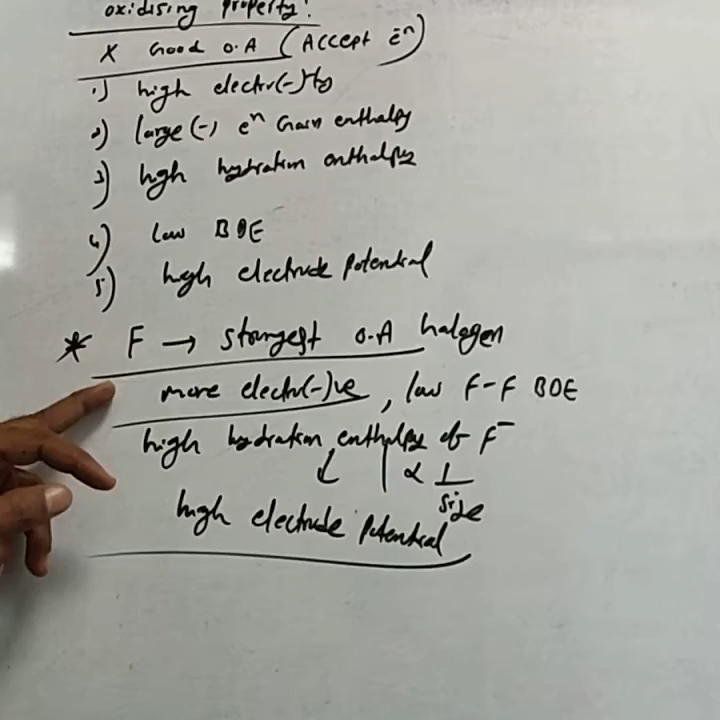 oxidising property:
X Good O.A (Accept e̅ⁿ)
1) high electr(-)ty
2) large (-) eⁿ Gain enthalpy
3) high hydration enthalpy
4) low BDE
5) high electrode potential
* F → strongest O.A halogen
more electr(-)ve, low F-F BDE
high hydration enthalpy of F⁻
↙ | ∝ 1/size
high electrode potential